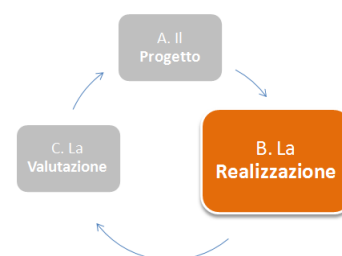 A. Il
Progetto
B. La
Realizzazione
C. La
Valutazione